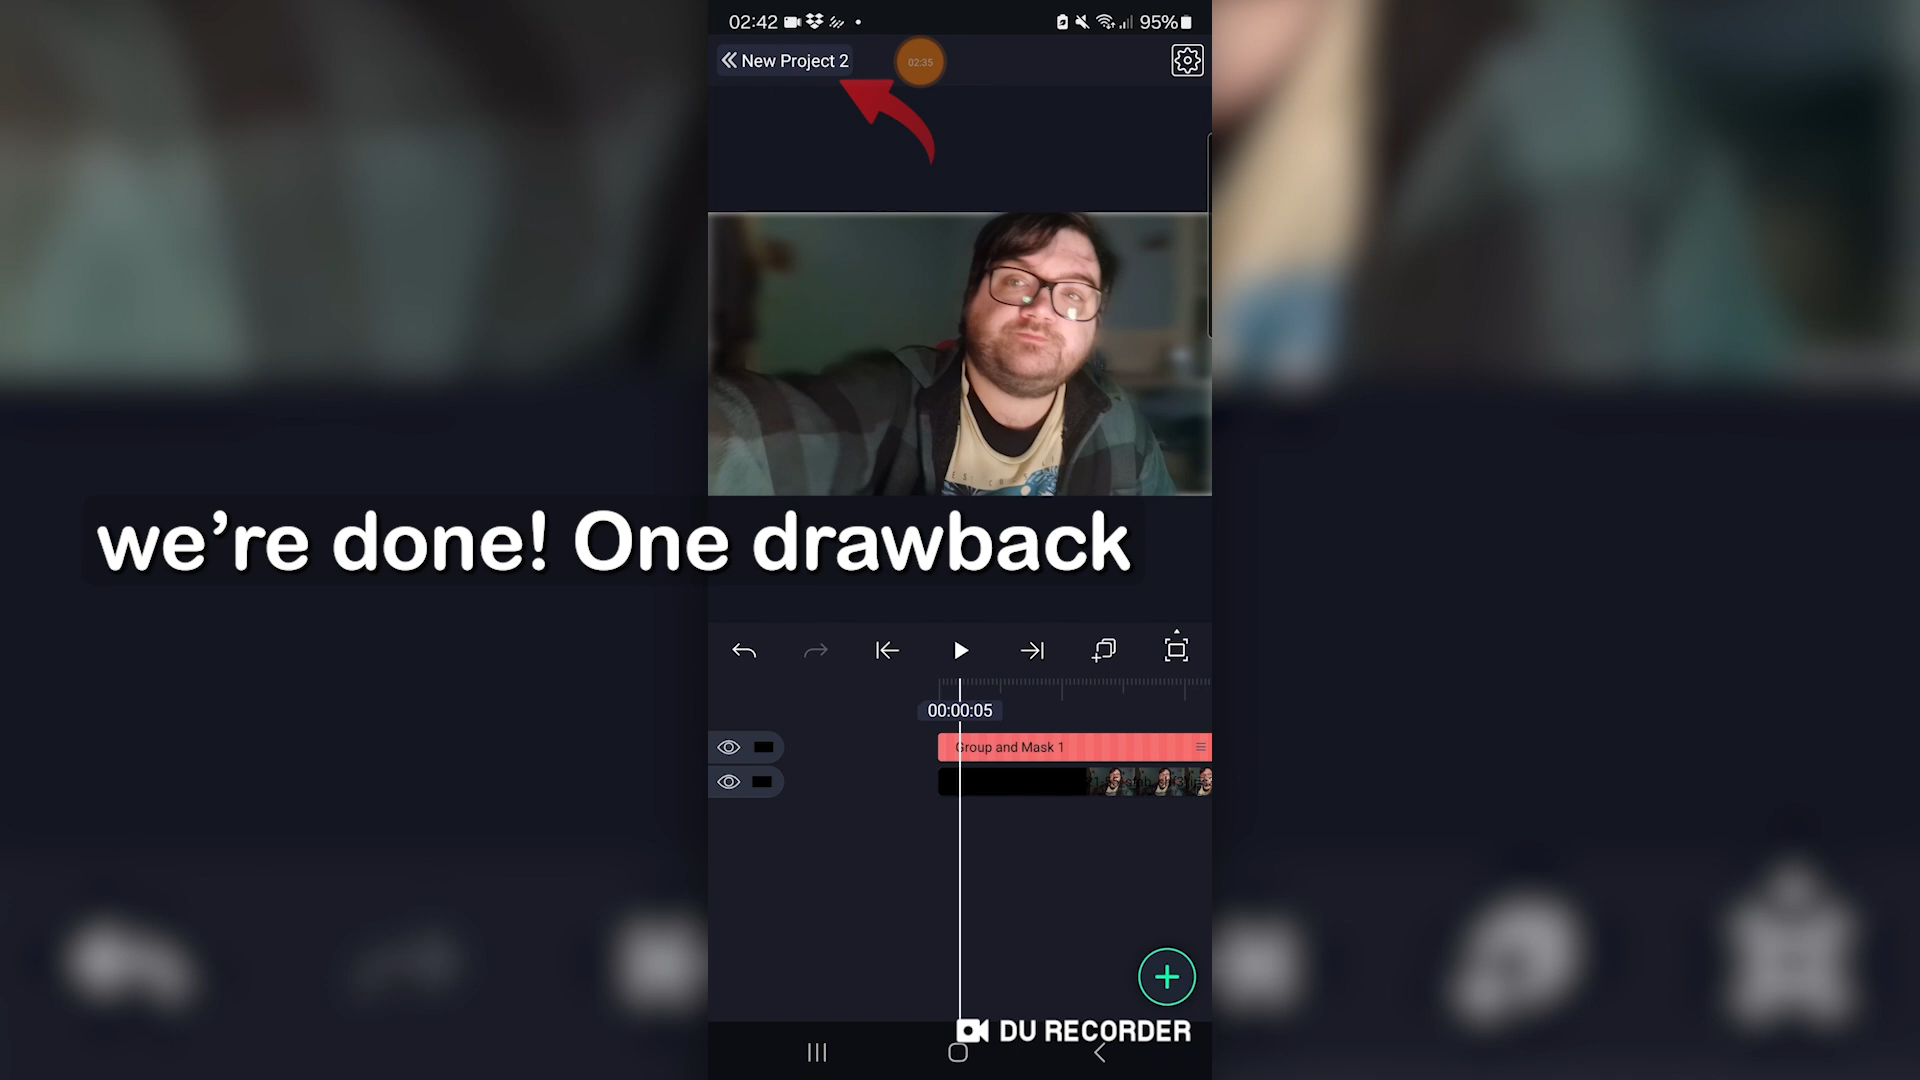 02:42
95%
New Project 2
02:35
we're done! One drawback
00:00:05
Group and Mask 1
DU RECORDER